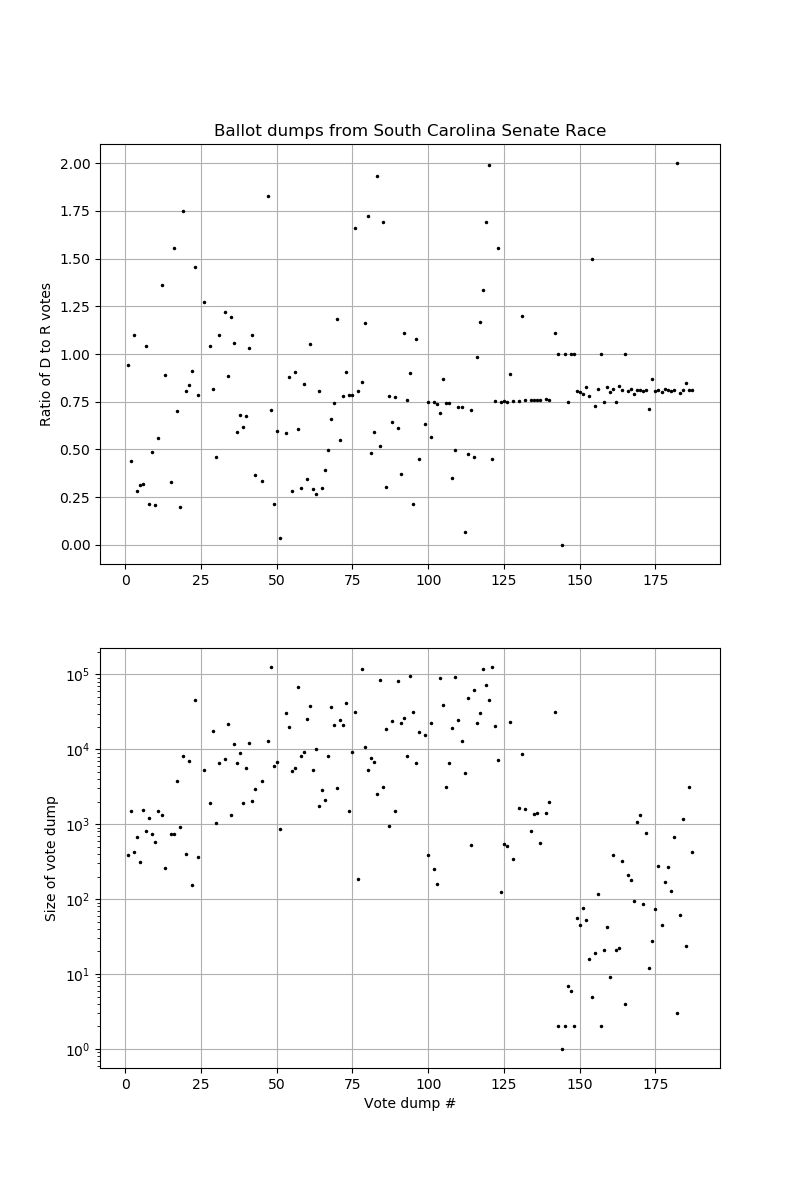 Ballot dumps from South Carolina Senate Race
Ratio of D to R votes
2.00
1.75
1.50
1.25
1.00
0.75
0.50
0.25
0.00
0 25 50 75 100 125 150 175
Size of vote dump
10^5
10^4
10^3
10^2
10^1
10^0
0 25 50 75 100 125 150 175
Vote dump #